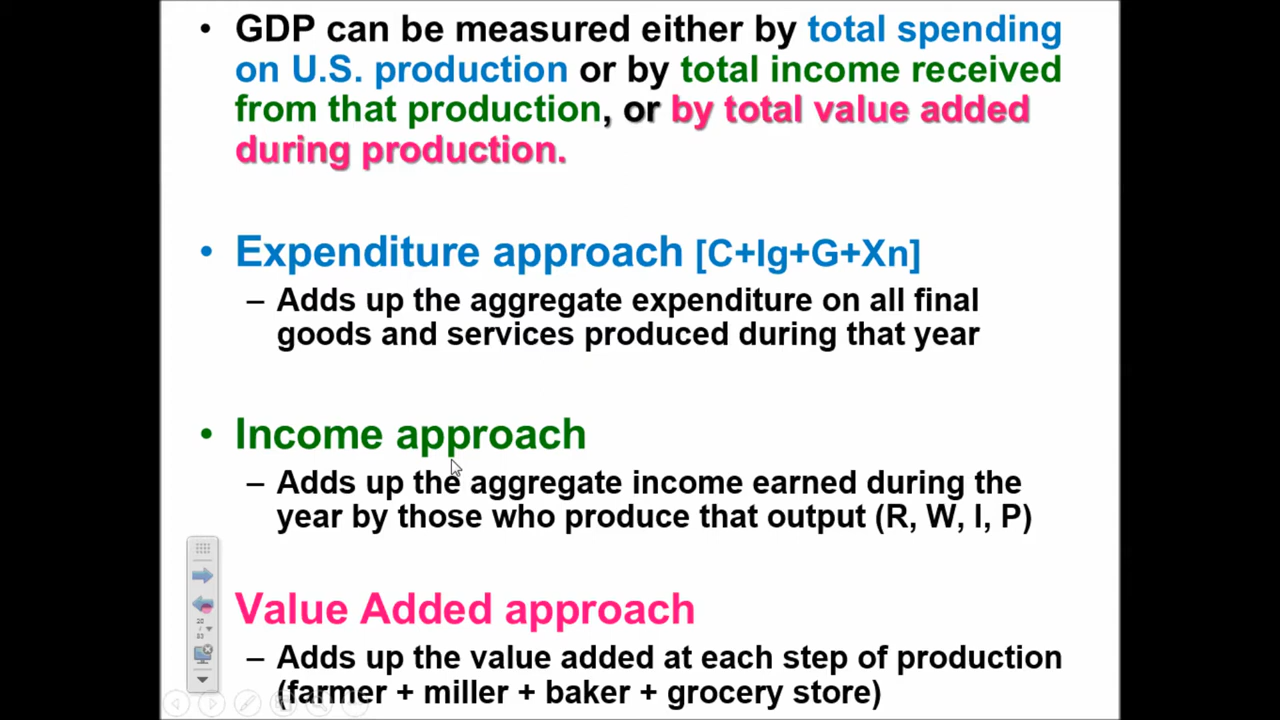 • GDP can be measured either by total spending
on U.S. production or by total income received
from that production, or by total value added
during production.
• Expenditure approach [C+Ig+G+Xn]
– Adds up the aggregate expenditure on all final
goods and services produced during that year
• Income approach
– Adds up the aggregate income earned during the
year by those who produce that output (R, W, I, P)
Value Added approach
– Adds up the value added at each step of production
(farmer + miller + baker + grocery store)